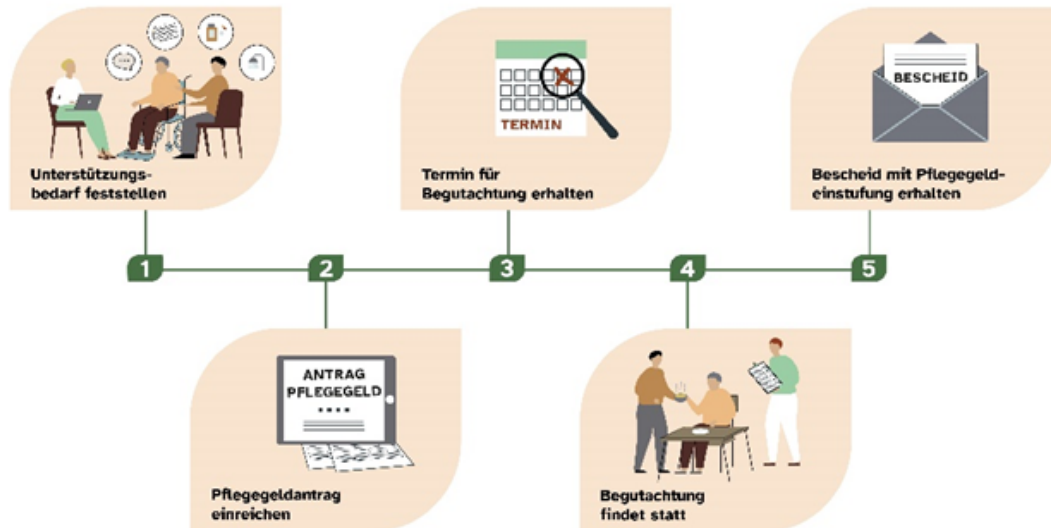 Unterstützungs-
bedarf feststellen
1
ANTRAG
PFLEGEGELD
Pflegegeldantrag
einreichen
2
TERMIN
Termin für
Begutachtung erhalten
3
Begutachtung
findet statt
4
BESCHEID
Bescheid mit Pflegegeld-
einstufung erhalten
5